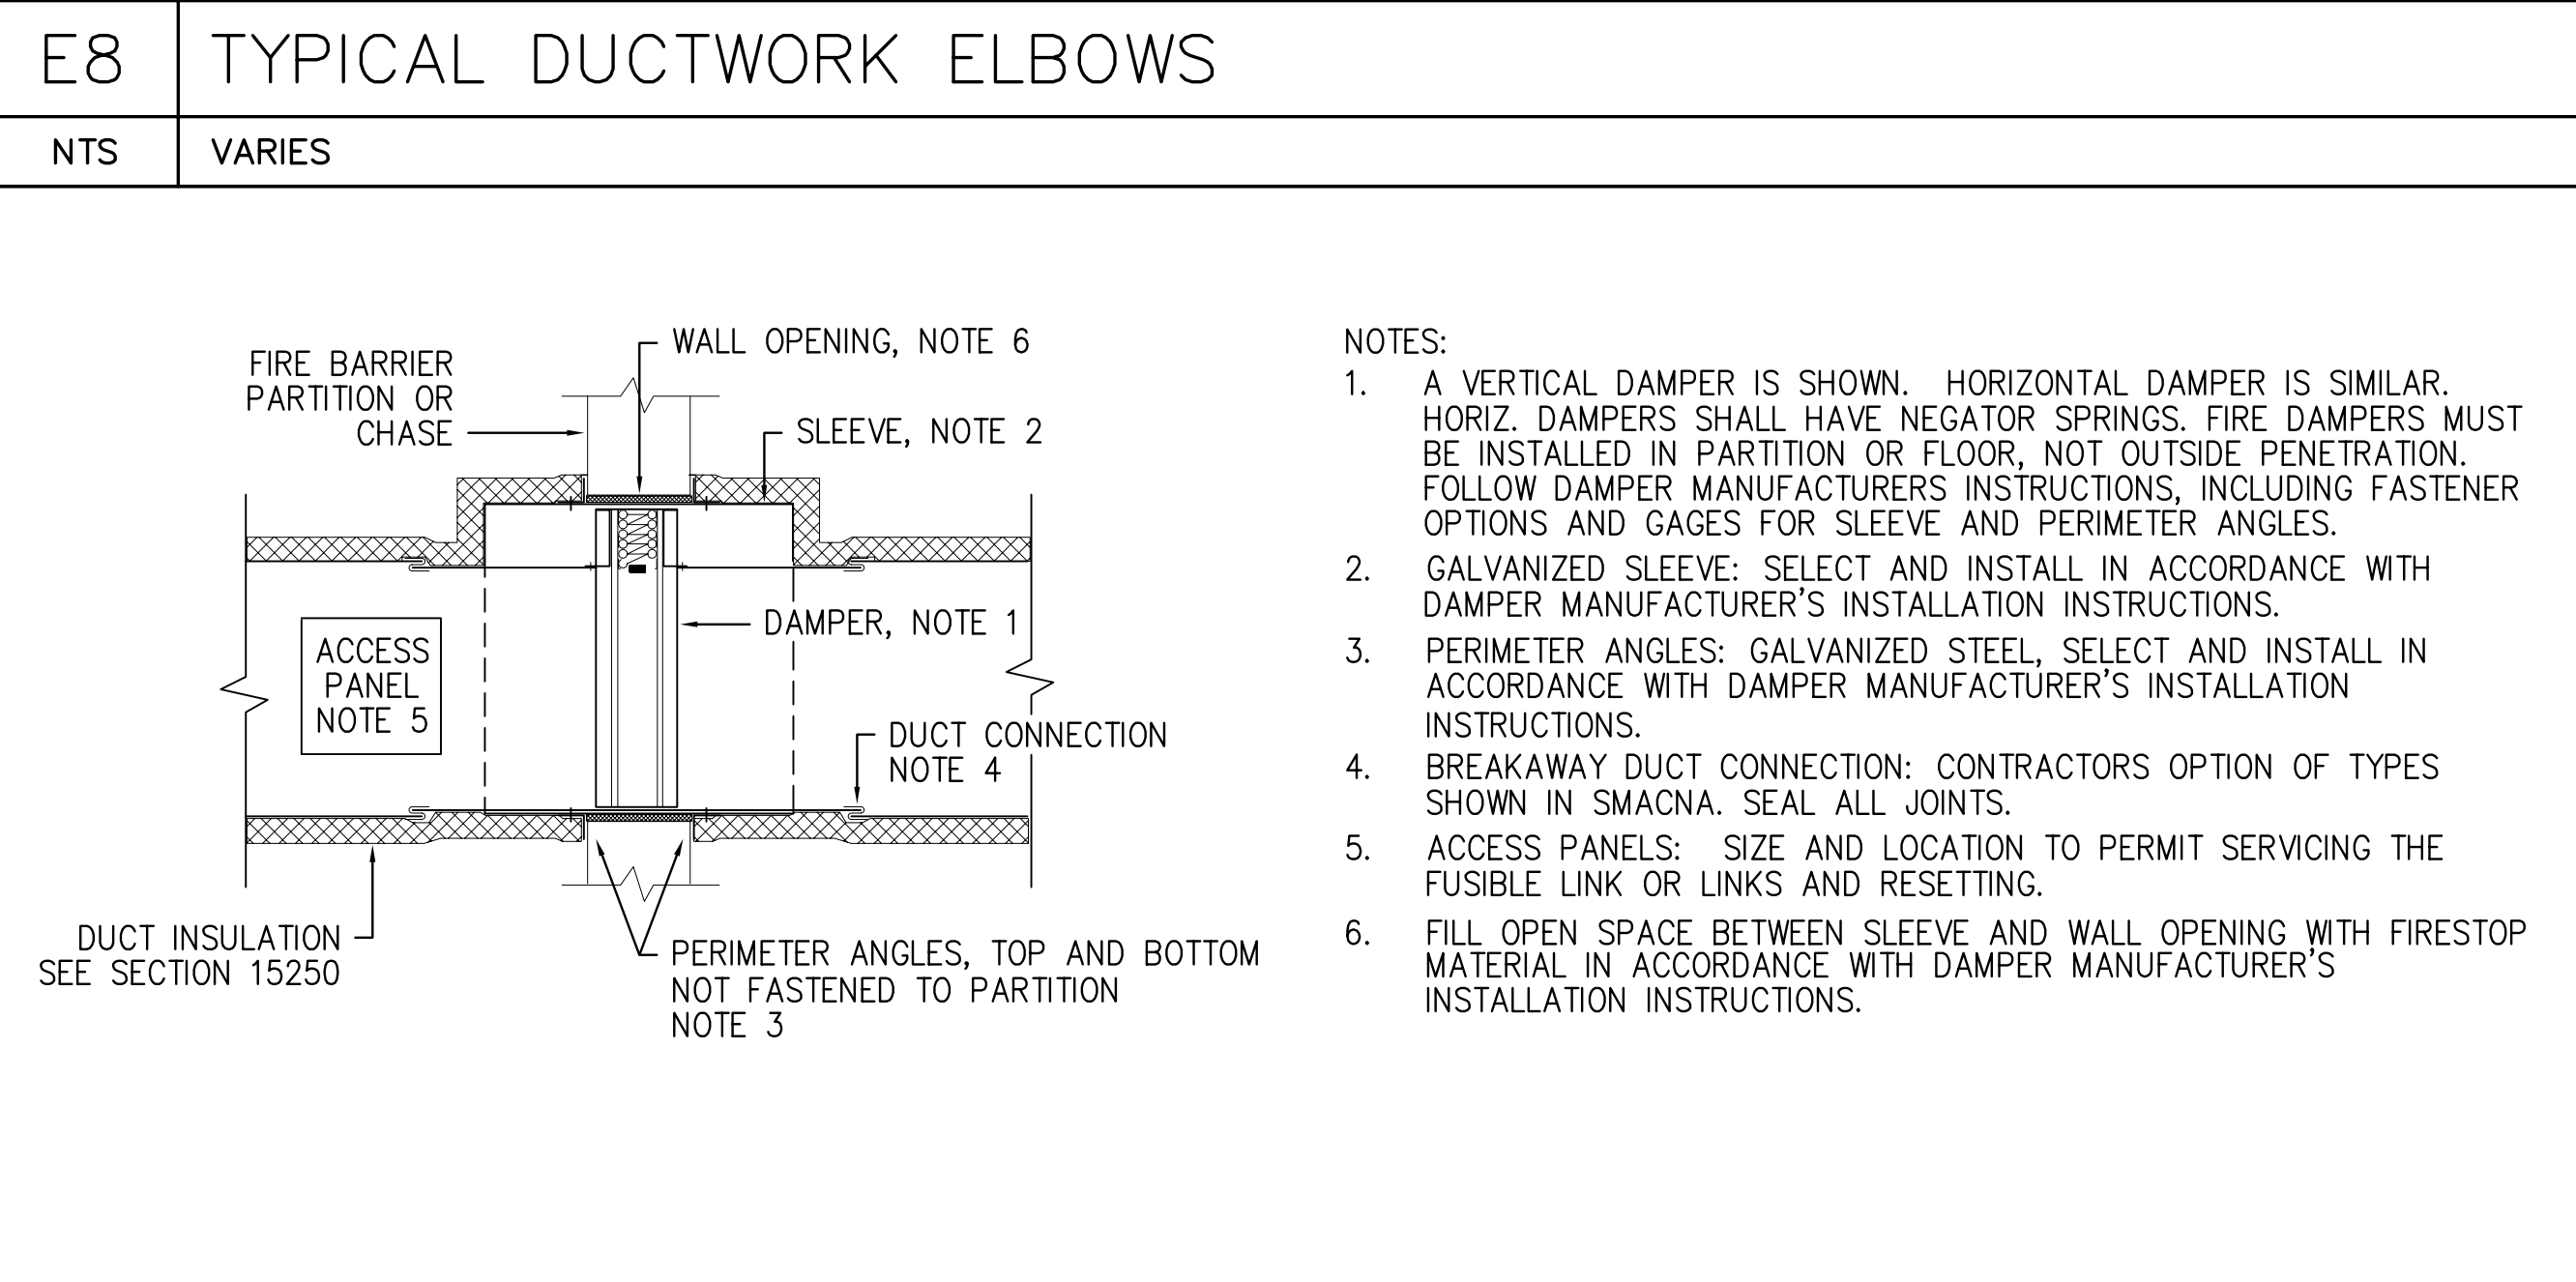 E8 TYPICAL DUCTWORK ELBOWS
NTS VARIES
WALL OPENING, NOTE 6
FIRE BARRIER
PARTITION OR
CHASE
SLEEVE, NOTE 2
DAMPER, NOTE 1
ACCESS
PANEL
NOTE 5
DUCT CONNECTION
NOTE 4
DUCT INSULATION
SEE SECTION 15250
PERIMETER ANGLES, TOP AND BOTTOM
NOT FASTENED TO PARTITION
NOTE 3
NOTES:
1. A VERTICAL DAMPER IS SHOWN. HORIZONTAL DAMPER IS SIMILAR.
HORIZ. DAMPERS SHALL HAVE NEGATOR SPRINGS. FIRE DAMPERS MUST
BE INSTALLED IN PARTITION OR FLOOR, NOT OUTSIDE PENETRATION.
FOLLOW DAMPER MANUFACTURERS INSTRUCTIONS, INCLUDING FASTENER
OPTIONS AND GAGES FOR SLEEVE AND PERIMETER ANGLES.
2. GALVANIZED SLEEVE: SELECT AND INSTALL IN ACCORDANCE WITH
DAMPER MANUFACTURER'S INSTALLATION INSTRUCTIONS.
3. PERIMETER ANGLES: GALVANIZED STEEL, SELECT AND INSTALL IN
ACCORDANCE WITH DAMPER MANUFACTURER'S INSTALLATION
INSTRUCTIONS.
4. BREAKAWAY DUCT CONNECTION: CONTRACTORS OPTION OF TYPES
SHOWN IN SMACNA. SEAL ALL JOINTS.
5. ACCESS PANELS: SIZE AND LOCATION TO PERMIT SERVICING THE
FUSIBLE LINK OR LINKS AND RESETTING.
6. FILL OPEN SPACE BETWEEN SLEEVE AND WALL OPENING WITH FIRESTOP
MATERIAL IN ACCORDANCE WITH DAMPER MANUFACTURER'S
INSTALLATION INSTRUCTIONS.